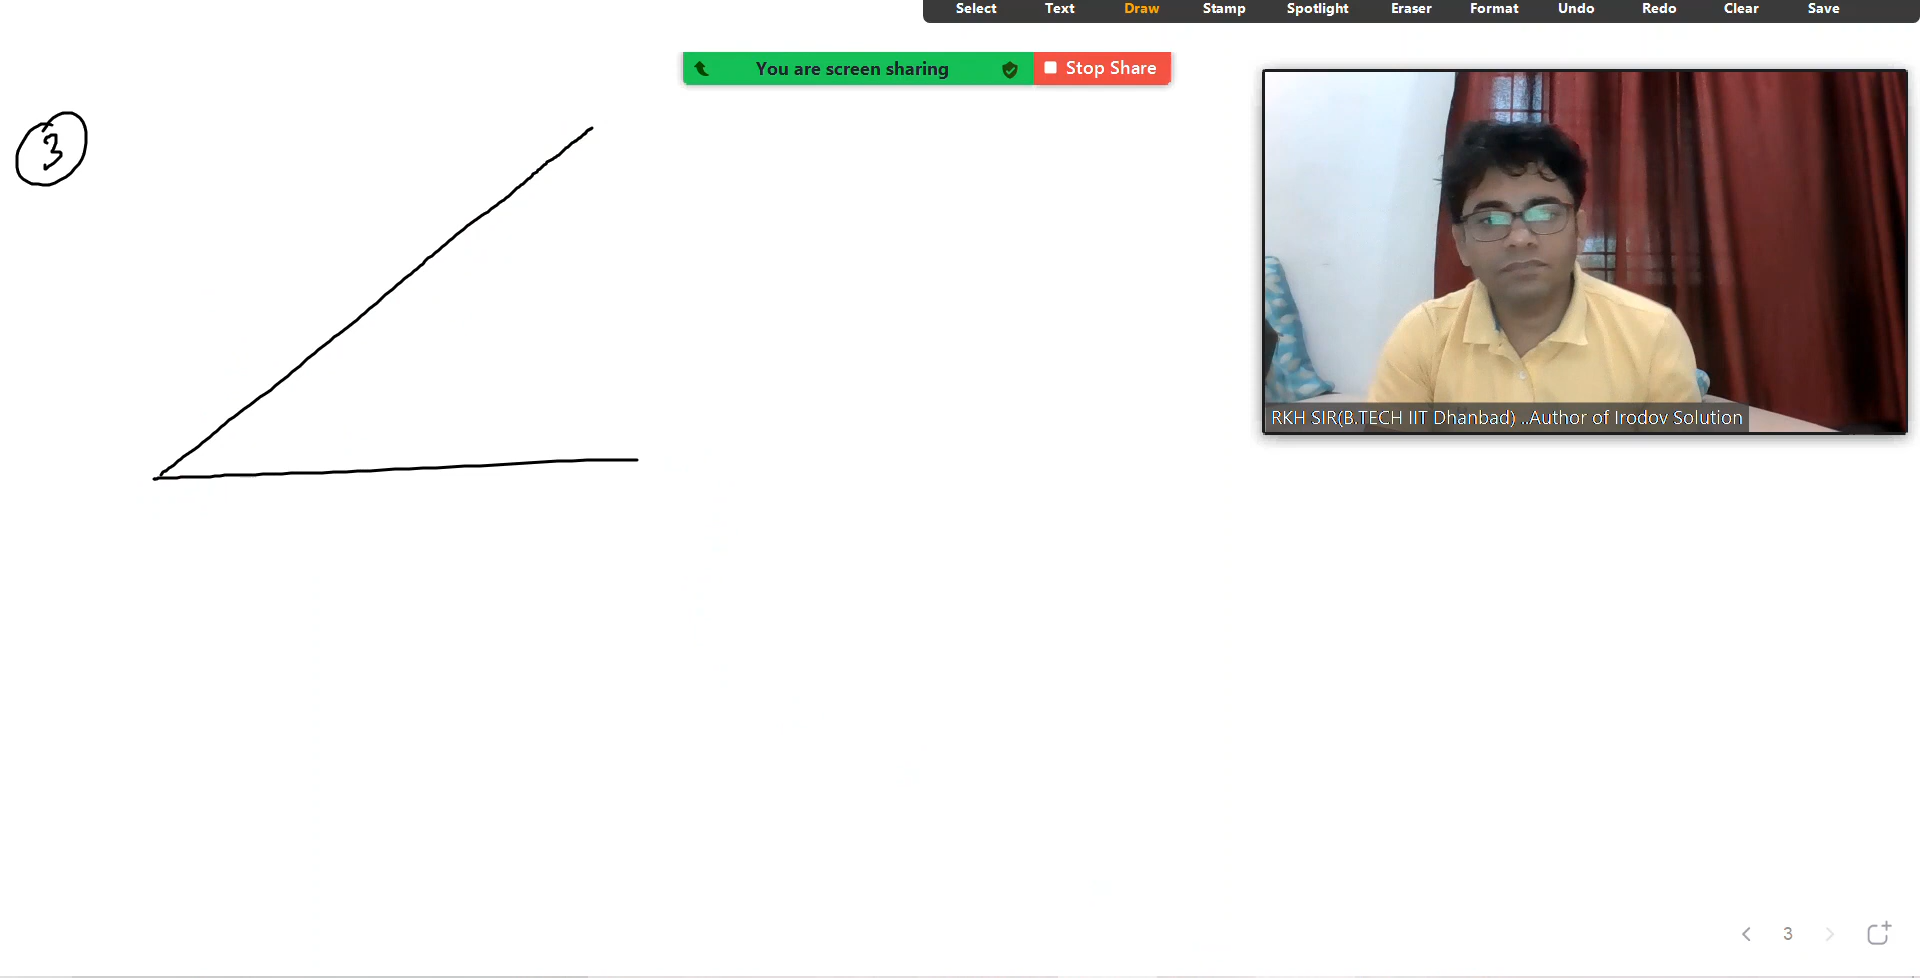 Select Text Draw Stamp Spotlight Eraser Format Undo Redo Clear Save
You are screen sharing Stop Share
3
RKH SIR(B.TECH IIT Dhanbad) ..Author of Irodov Solution
3